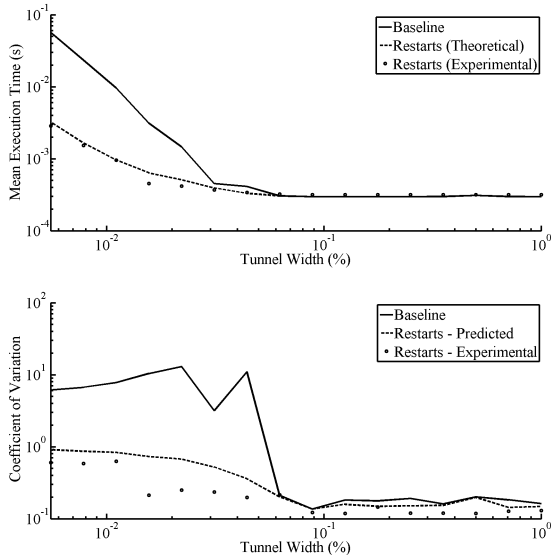 10^-1
Baseline
Restarts (Theoretical)
Restarts (Experimental)
10^-2
Mean Execution Time (s)
10^-3
10^-4
10^-2
10^-1
10^0
Tunnel Width (%)
10^2
Baseline
Restarts - Predicted
Restarts - Experimental
10^1
Coefficient of Variation
10^0
10^-1
10^-2
10^-1
10^0
Tunnel Width (%)